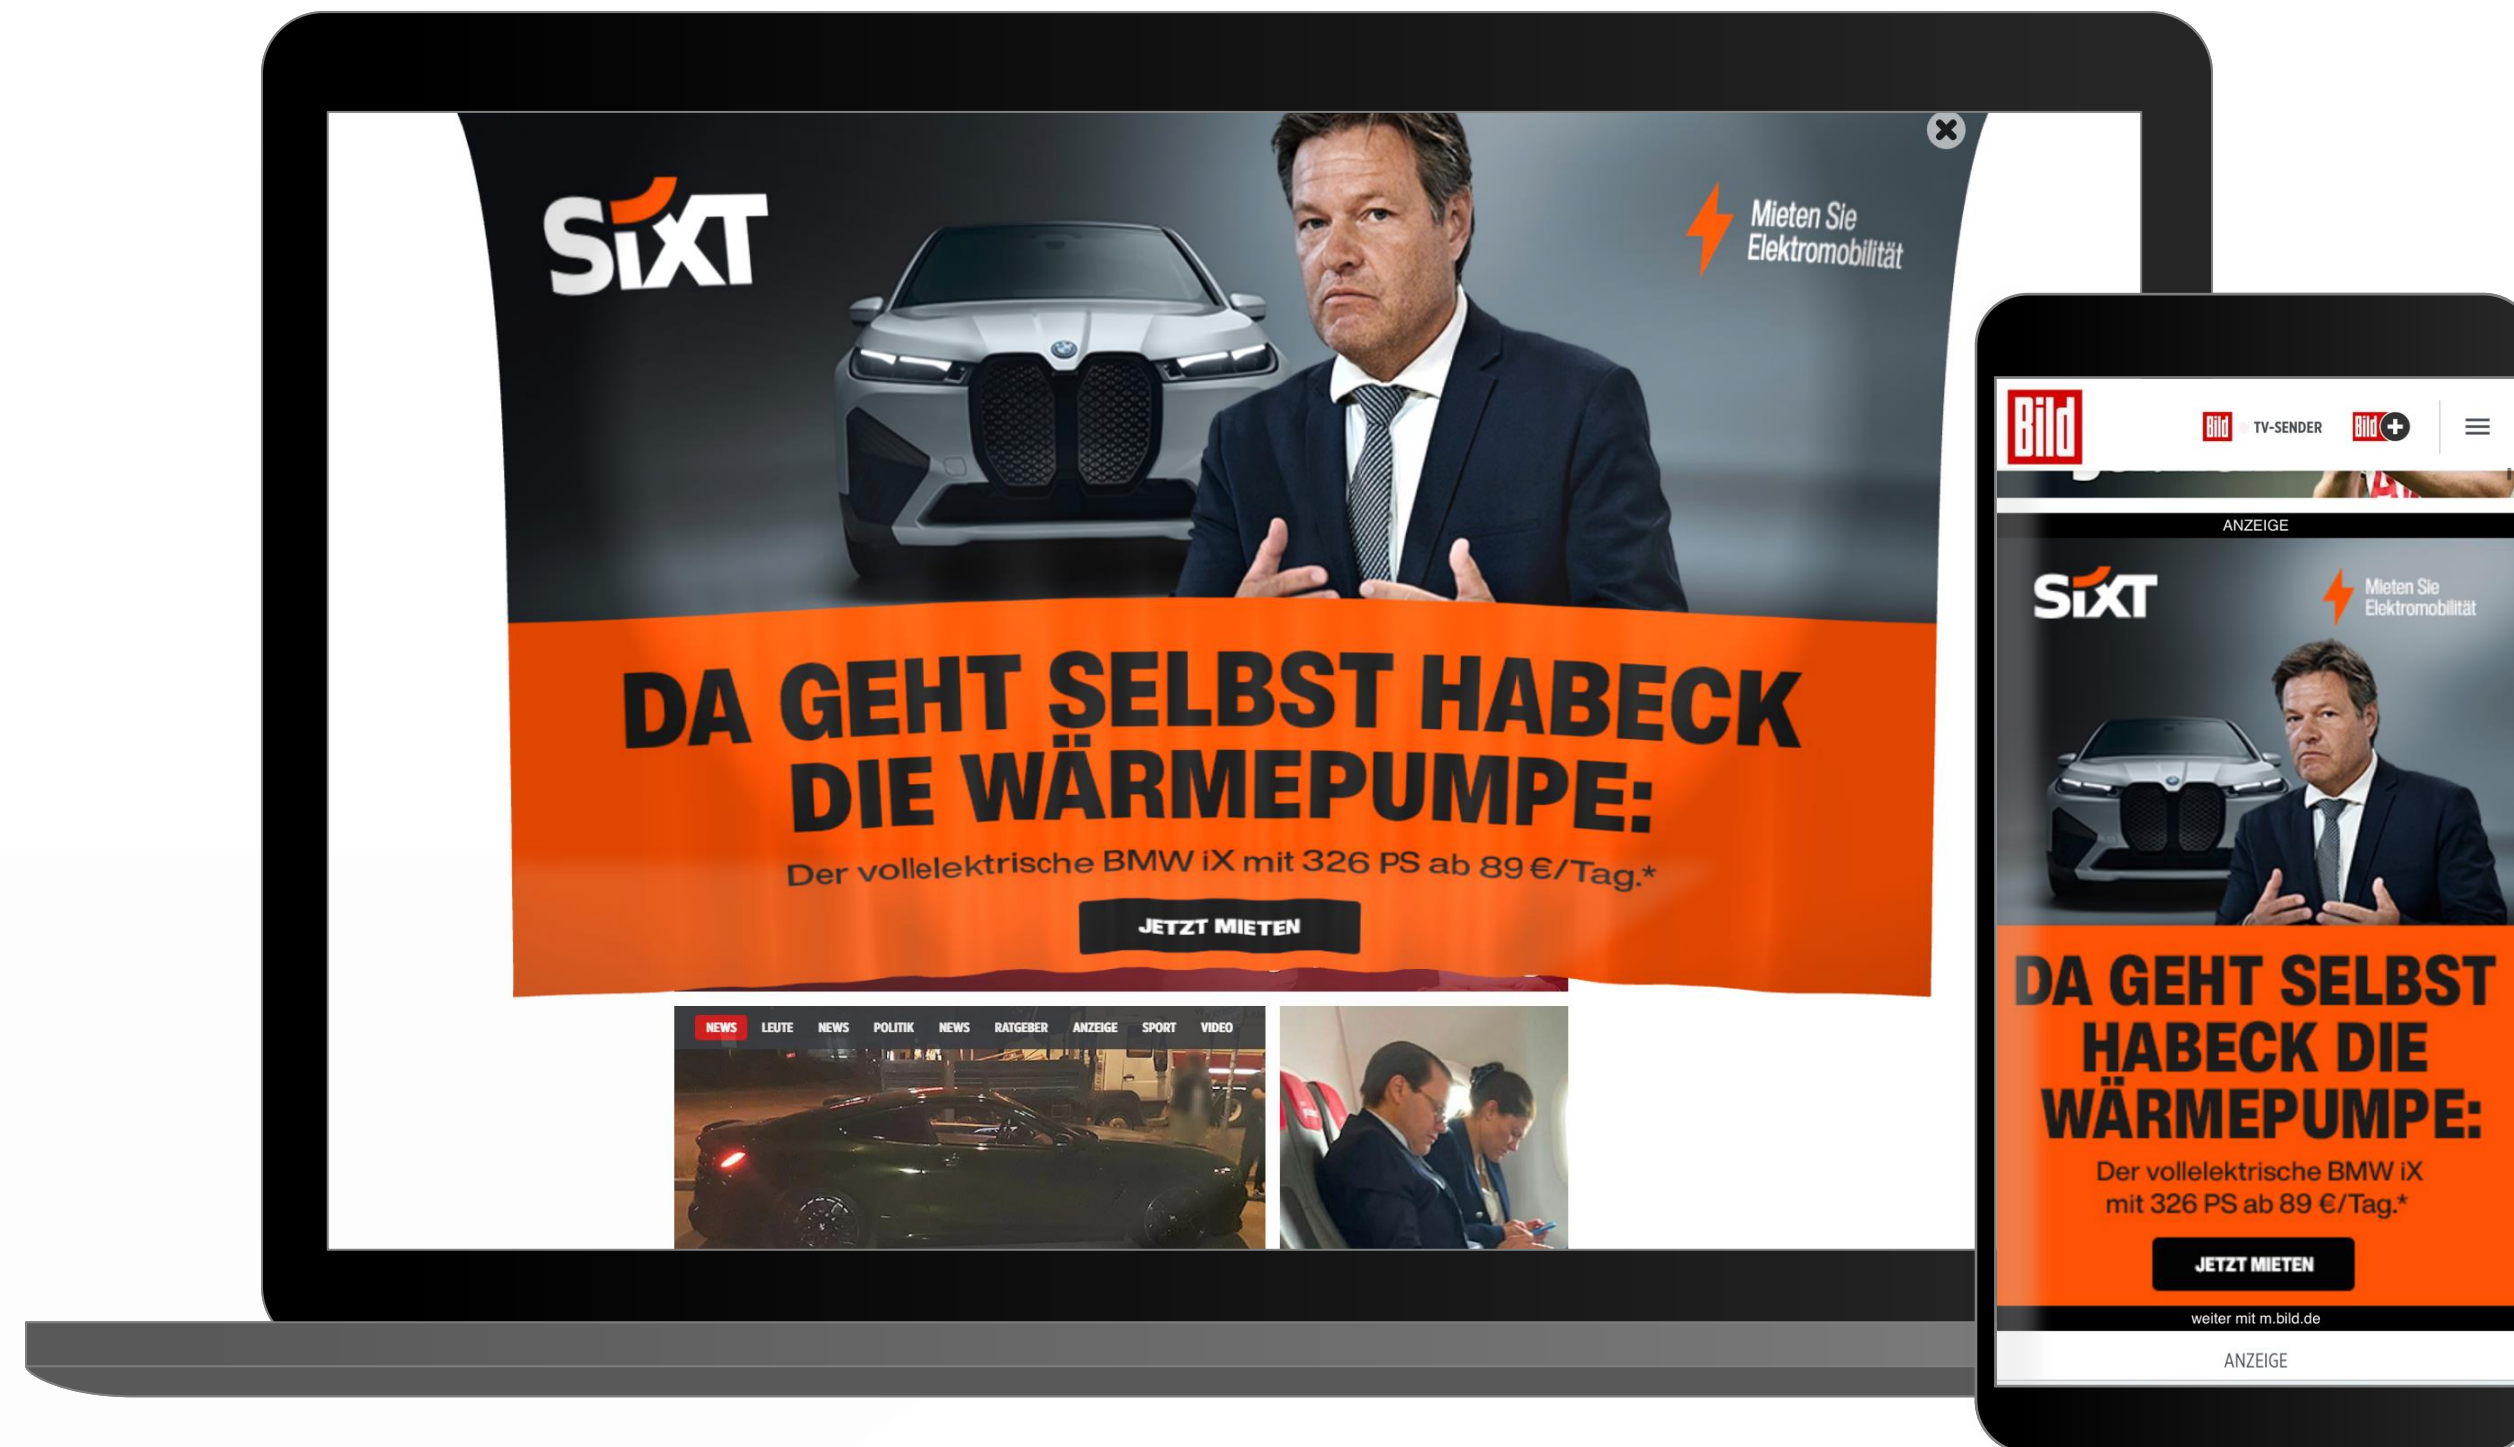 SIXT
Mieten Sie
Elektromobilität
DA GEHT SELBST HABECK
DIE WÄRMEPUMPE:
Der vollelektrische BMW iX mit 326 PS ab 89 €/Tag.*
JETZT MIETEN
NEWS LEUTE NEWS POLITIK NEWS RATGEBER ANZEIGE SPORT VIDEO
Bild Bild TV-SENDER Bild+
ANZEIGE
SIXT
Mieten Sie
Elektromobilität
DA GEHT SELBST
HABECK DIE
WÄRMEPUMPE:
Der vollelektrische BMW iX
mit 326 PS ab 89 €/Tag.*
JETZT MIETEN
weiter mit m.bild.de
ANZEIGE